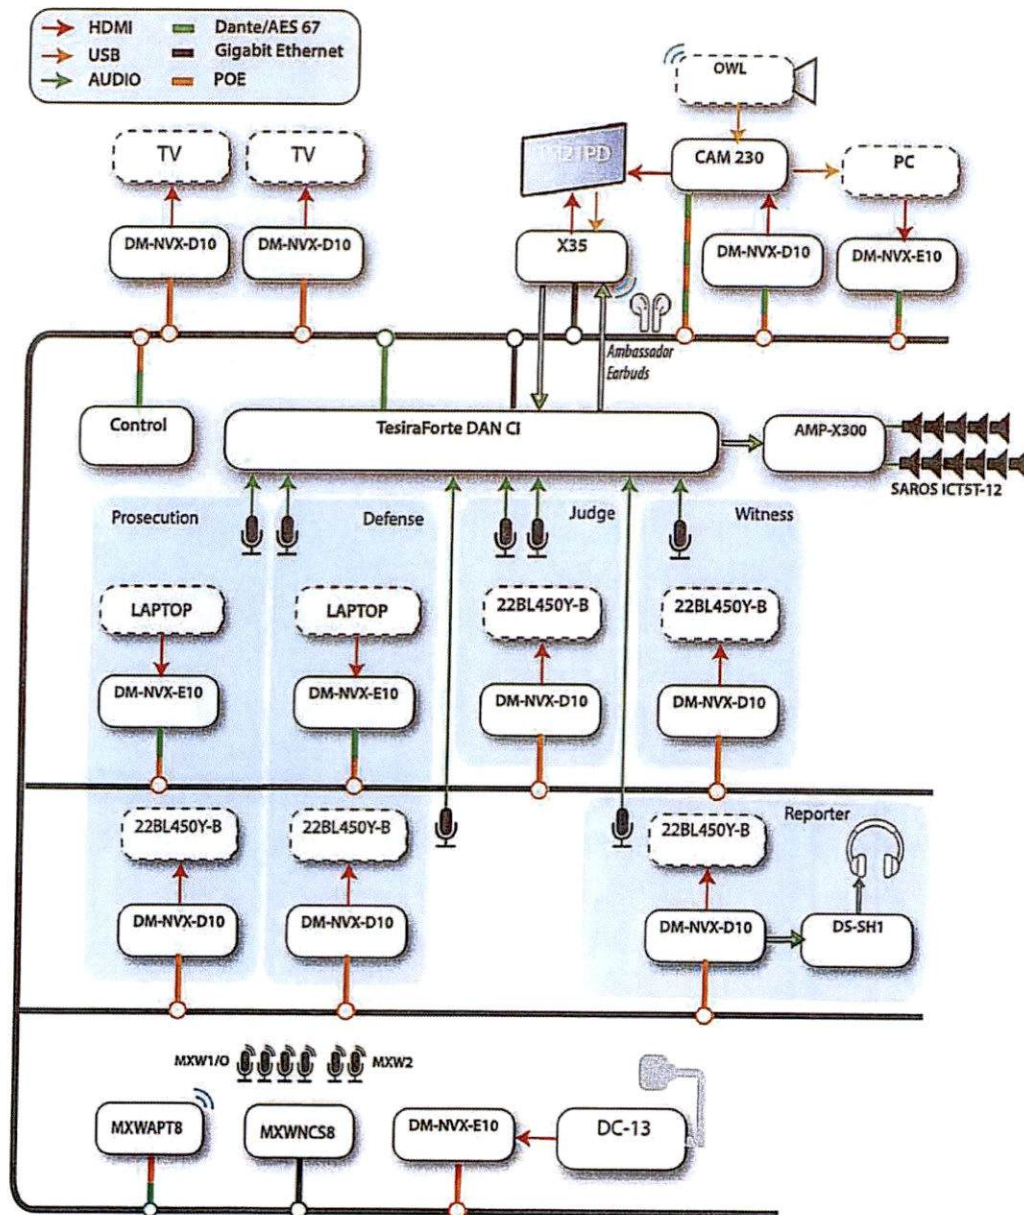 HDMI
Dante/AES 67
USB
Gigabit Ethernet
AUDIO
POE
OWL
TV
TV
CAM 230
PC
DM-NVX-D10
DM-NVX-D10
X35
DM-NVX-D10
DM-NVX-E10
Ambassador
Earbuds
Control
TesiraForte DAN CI
AMP-X300
SAROS ICT5T-12
Prosecution
Defense
Judge
Witness
LAPTOP
LAPTOP
22BL450Y-B
22BL450Y-B
DM-NVX-E10
DM-NVX-E10
DM-NVX-D10
DM-NVX-D10
Reporter
22BL450Y-B
22BL450Y-B
22BL450Y-B
DM-NVX-D10
DM-NVX-D10
DM-NVX-D10
DS-SH1
MXW1/O
MXW2
MXWAPT8
MXWNCS8
DM-NVX-E10
DC-13